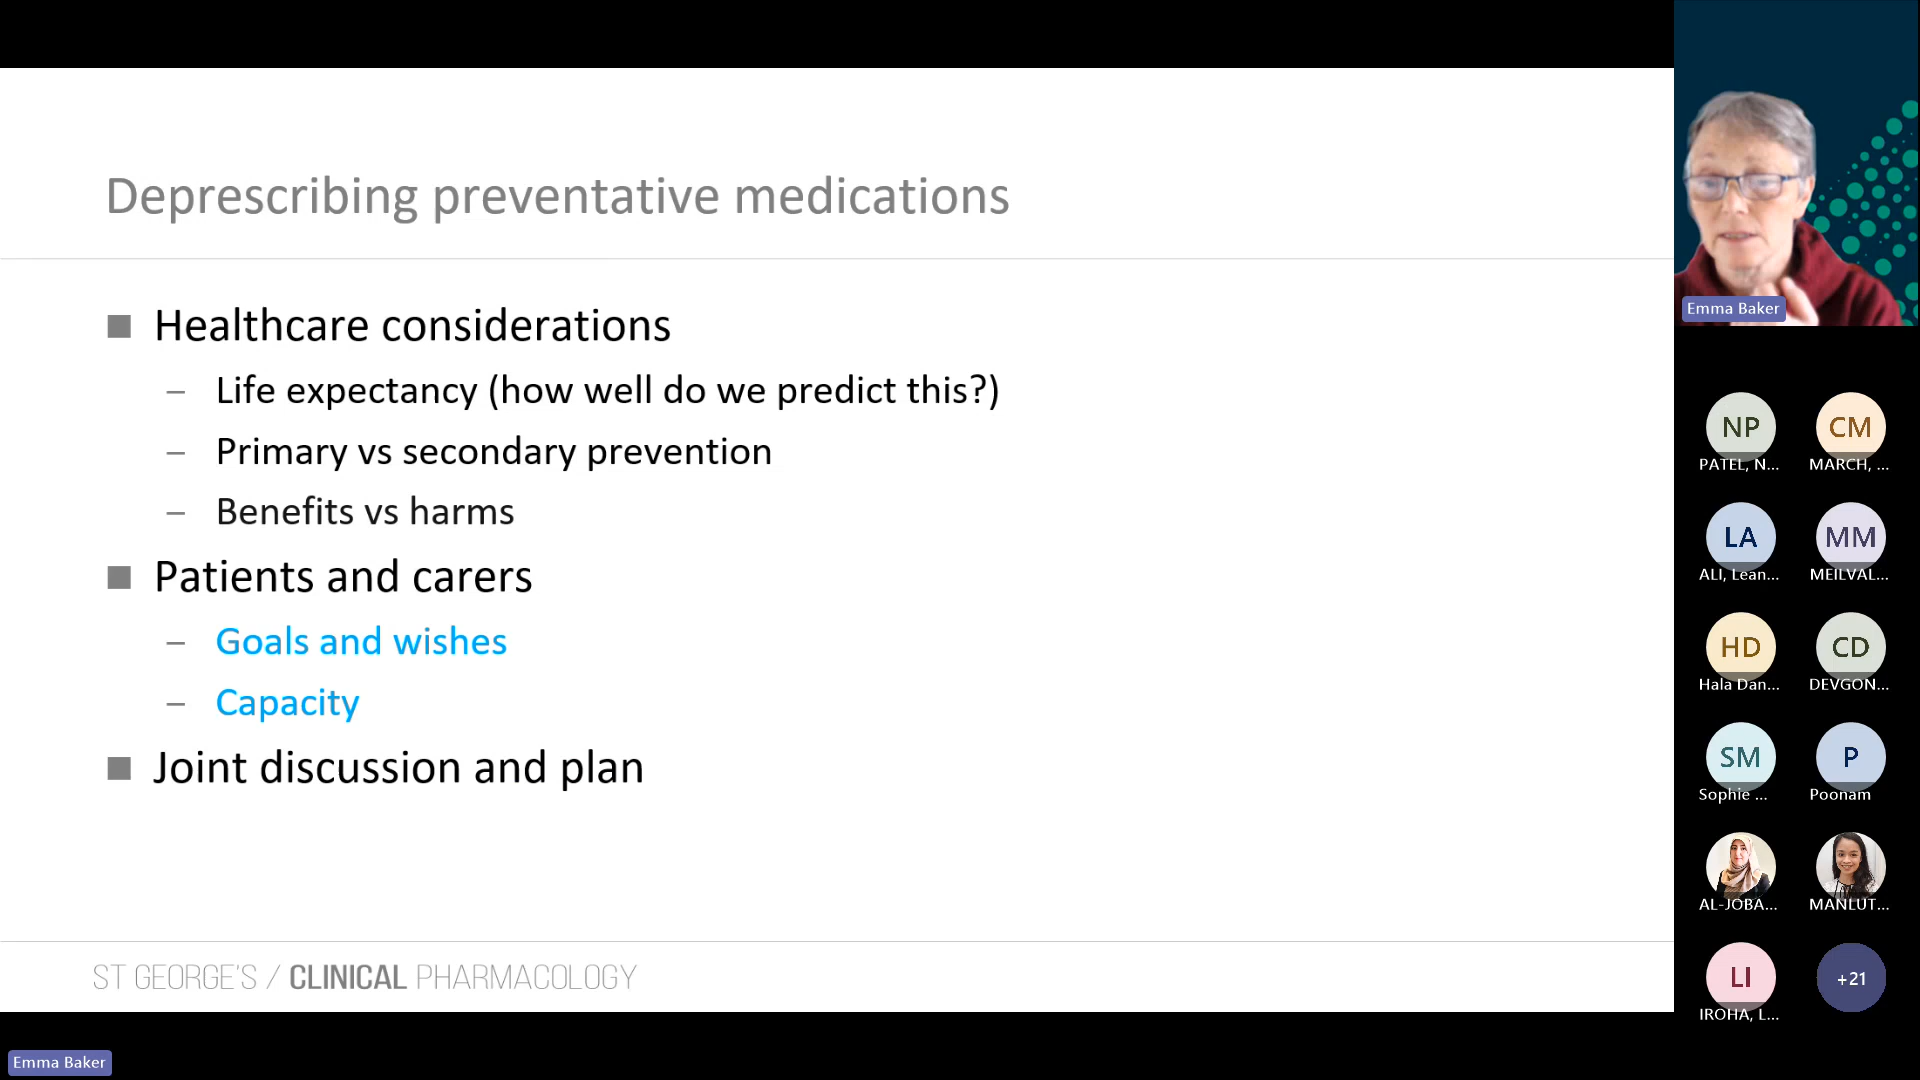 Deprescribing preventative medications
Healthcare considerations
– Life expectancy (how well do we predict this?)
– Primary vs secondary prevention
– Benefits vs harms
Patients and carers
– Goals and wishes
– Capacity
Joint discussion and plan
ST GEORGE'S / CLINICAL PHARMACOLOGY
Emma Baker
Emma Baker
NP
PATEL, N...
CM
MARCH, ...
LA
ALI, Lean...
MM
MEILVAL...
HD
Hala Dan...
CD
DEVGON...
SM
Sophie ...
P
Poonam
AL-JOBA...
MANLUT...
LI
IROHA, L...
+21